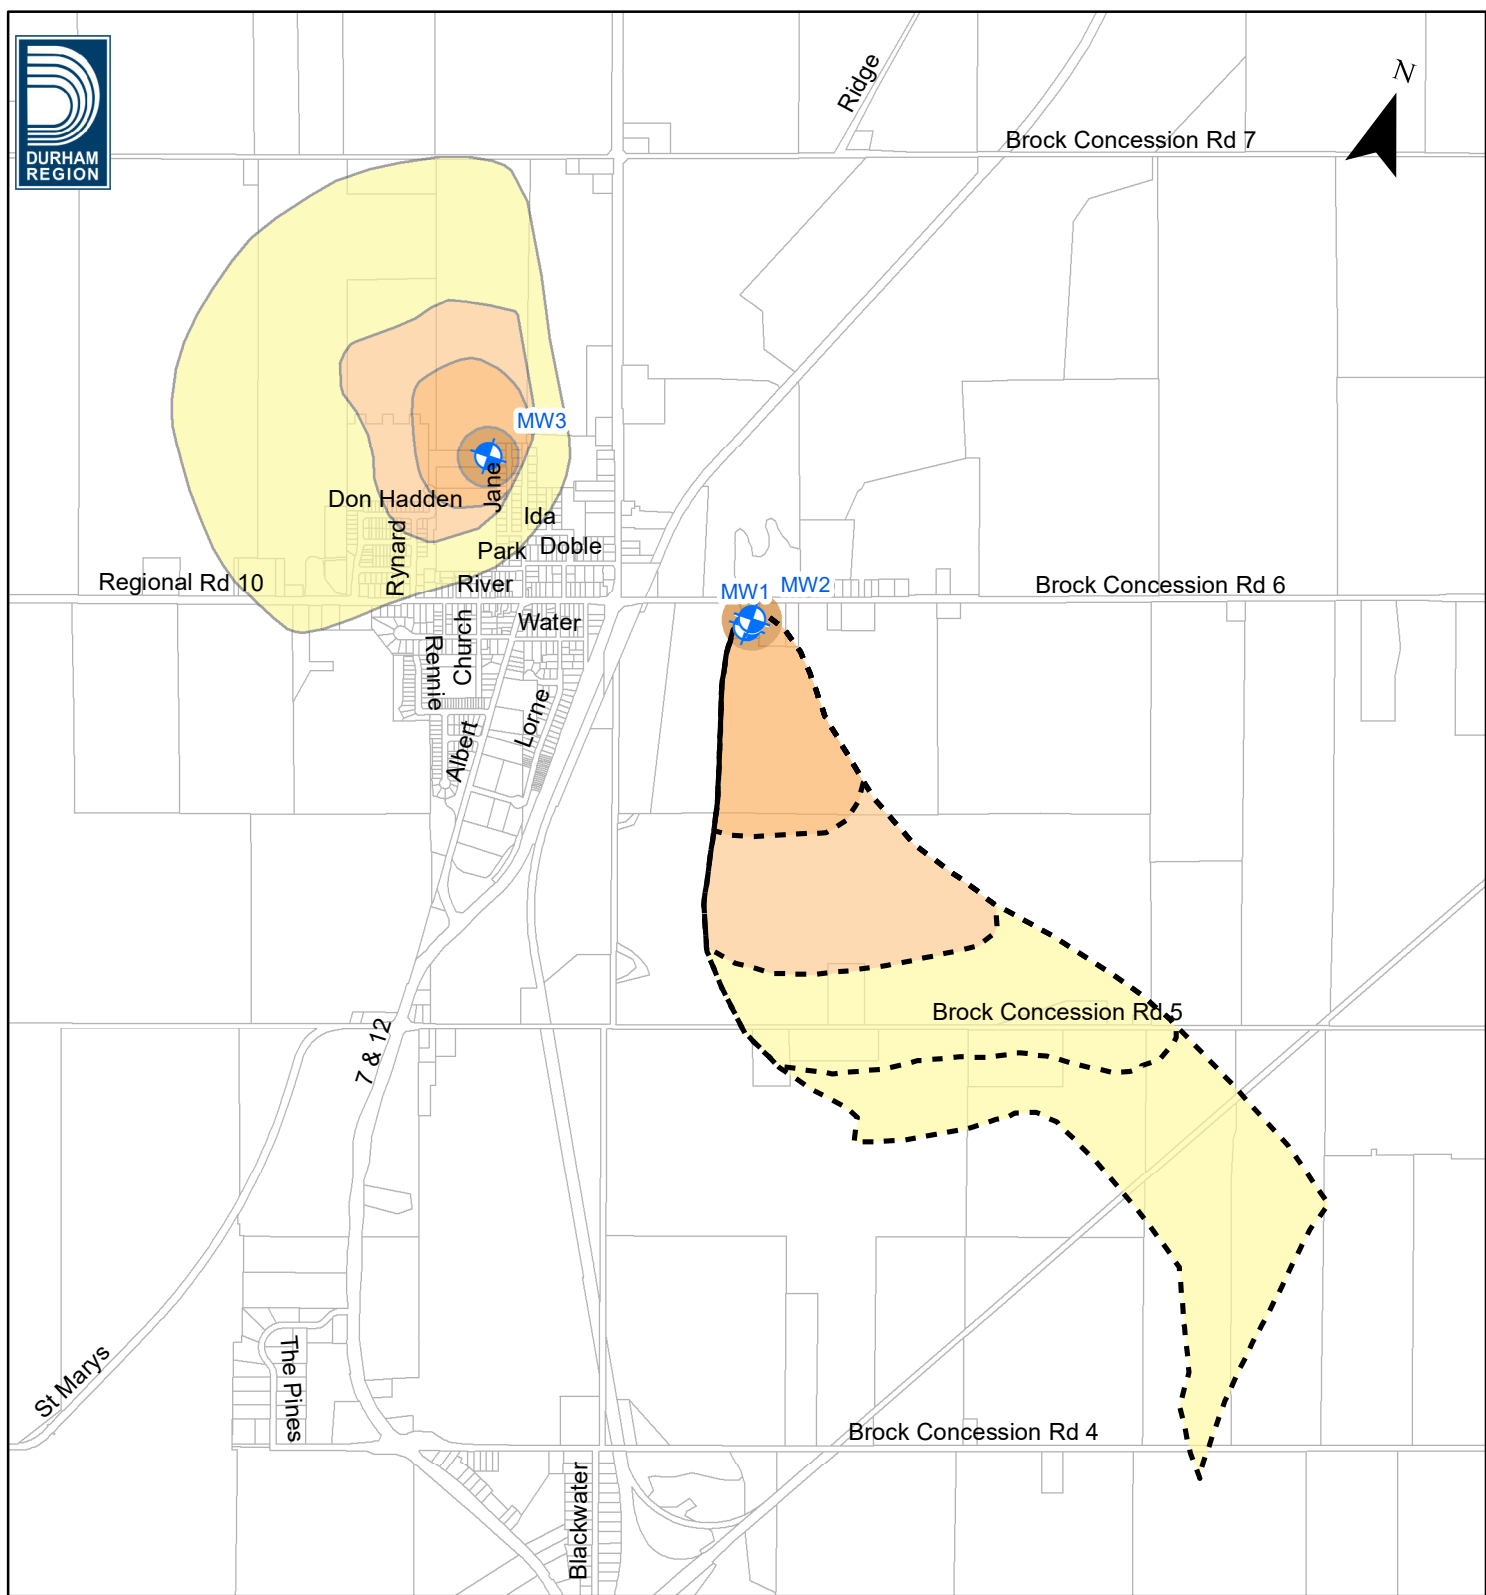 DURHAM
REGION
Ridge
N
Brock Concession Rd 7
MW3
Don Hadden
Jane
Ida
Rynard
Park
Doble
Regional Rd 10
River
MW1
MW2
Brock Concession Rd 6
Water
Church
Rennie
Lorne
Albert
Brock Concession Rd 5
7 & 12
St Marys
The Pines
Brock Concession Rd 4
Blackwater